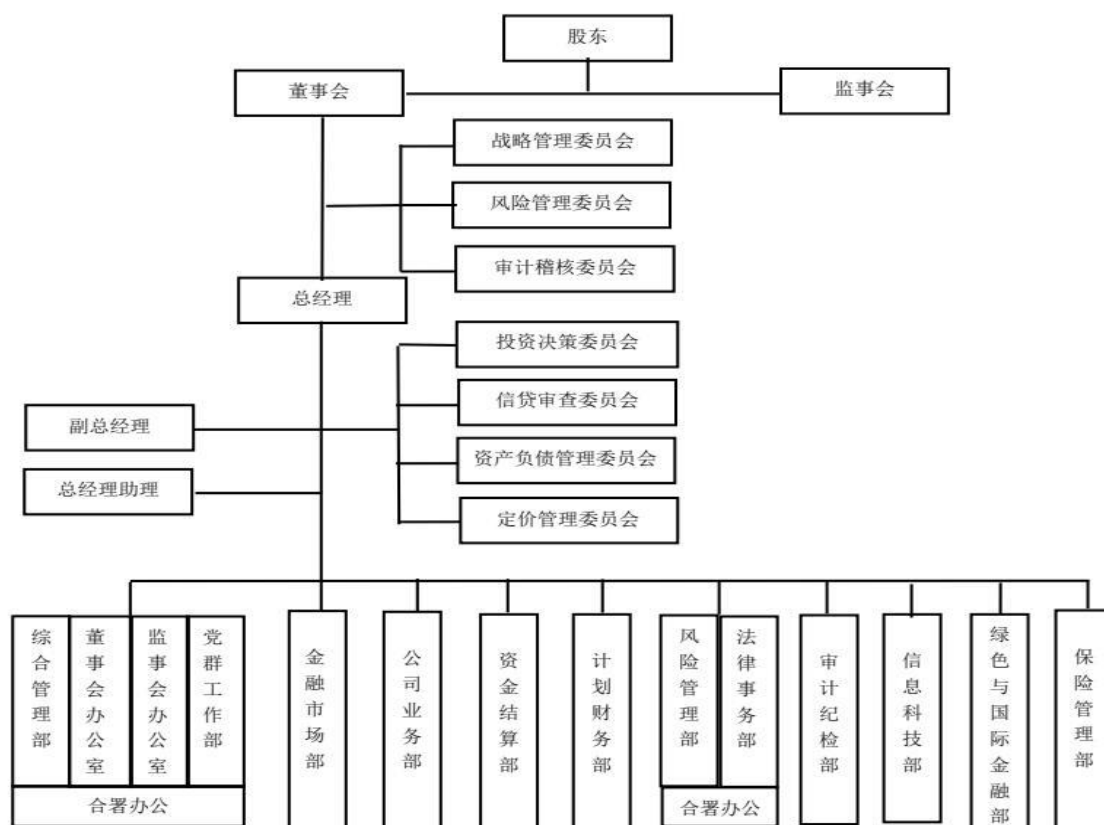 股东
董事会
监事会
战略管理委员会
风险管理委员会
审计稽核委员会
总经理
投资决策委员会
信贷审查委员会
副总经理
资产负债管理委员会
总经理助理
定价管理委员会
综合管理部
董事会办公室
监事会办公室
党群工作部
合署办公
金融市场部
公司业务部
资金结算部
计划财务部
风险管理部
法律事务部
合署办公
审计纪检部
信息科技部
绿色与国际金融部
保险管理部